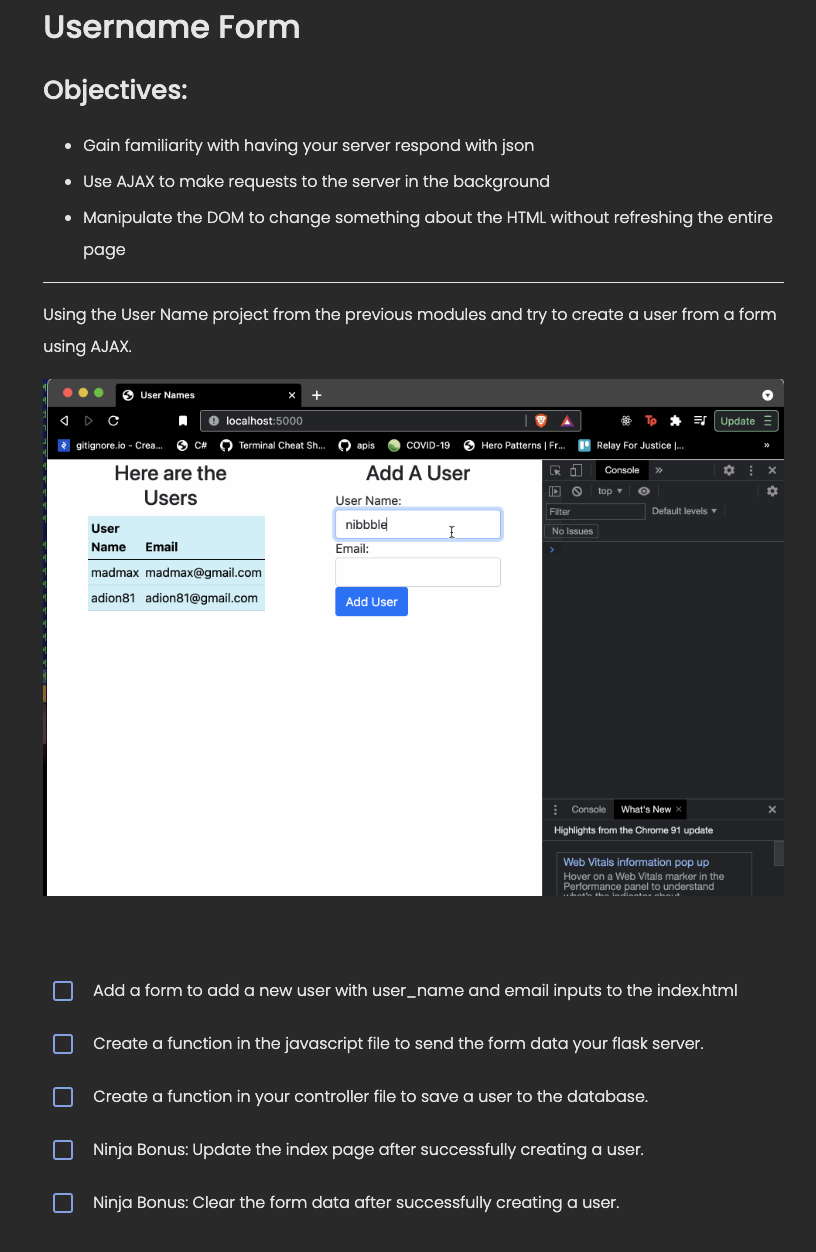 Username Form
Objectives:
Gain familiarity with having your server respond with json
Use AJAX to make requests to the server in the background
Manipulate the DOM to change something about the HTML without refreshing the entire
page
Using the User Name project from the previous modules and try to create a user from a form
using AJAX.
User Names
localhost:5000
Update
gitignore.io - Crea...
C#
Terminal Cheat Sh...
apis
COVID-19
Hero Patterns | Fr...
Relay For Justice |...
»
Here are the
Users
User
Name Email
madmax madmax@gmail.com
adion81 adion81@gmail.com
Add A User
User Name:
nibbble
Email:
Add User
Console »
top
Filter Default levels
No Issues
Console What's New
Highlights from the Chrome 91 update
Web Vitals information pop up
Hover on a Web Vitals marker in the
Performance panel to understand
Add a form to add a new user with user_name and email inputs to the index.html
Create a function in the javascript file to send the form data your flask server.
Create a function in your controller file to save a user to the database.
Ninja Bonus: Update the index page after successfully creating a user.
Ninja Bonus: Clear the form data after successfully creating a user.